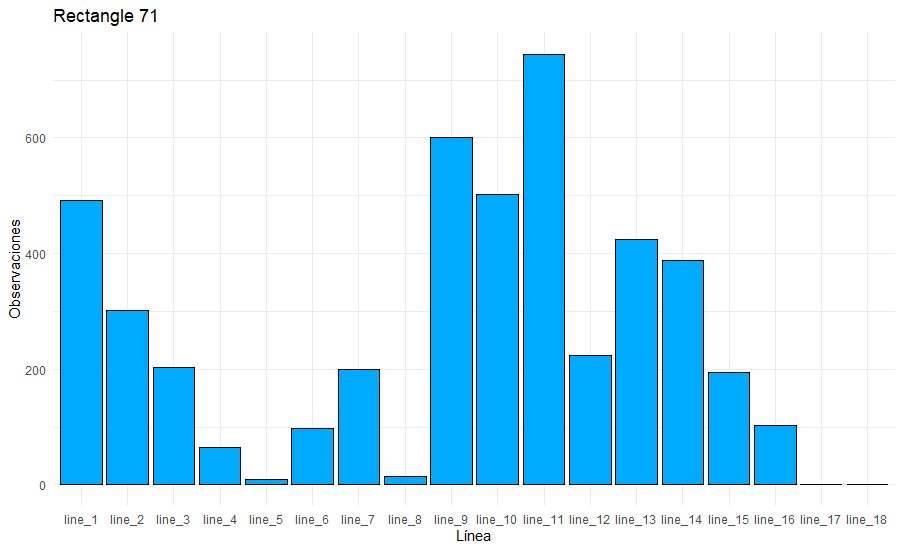 Rectangle 71
Observaciones
600
400
200
0
line_1 line_2 line_3 line_4 line_5 line_6 line_7 line_8 line_9 line_10 line_11 line_12 line_13 line_14 line_15 line_16 line_17 line_18
Línea